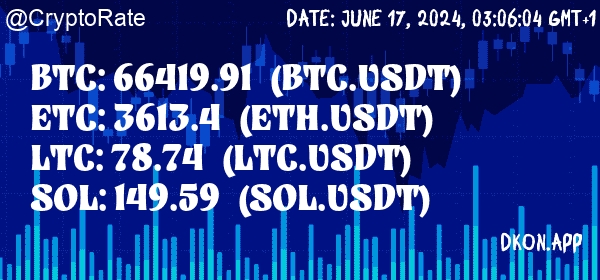 @CryptoRate
DATE: JUNE 17, 2024, 03:06:04 GMT+1
BTC: 66419.91 (BTC.USDT)
ETC: 3613.4 (ETH.USDT)
LTC: 78.74 (LTC.USDT)
SOL: 149.59 (SOL.USDT)
DKON.APP